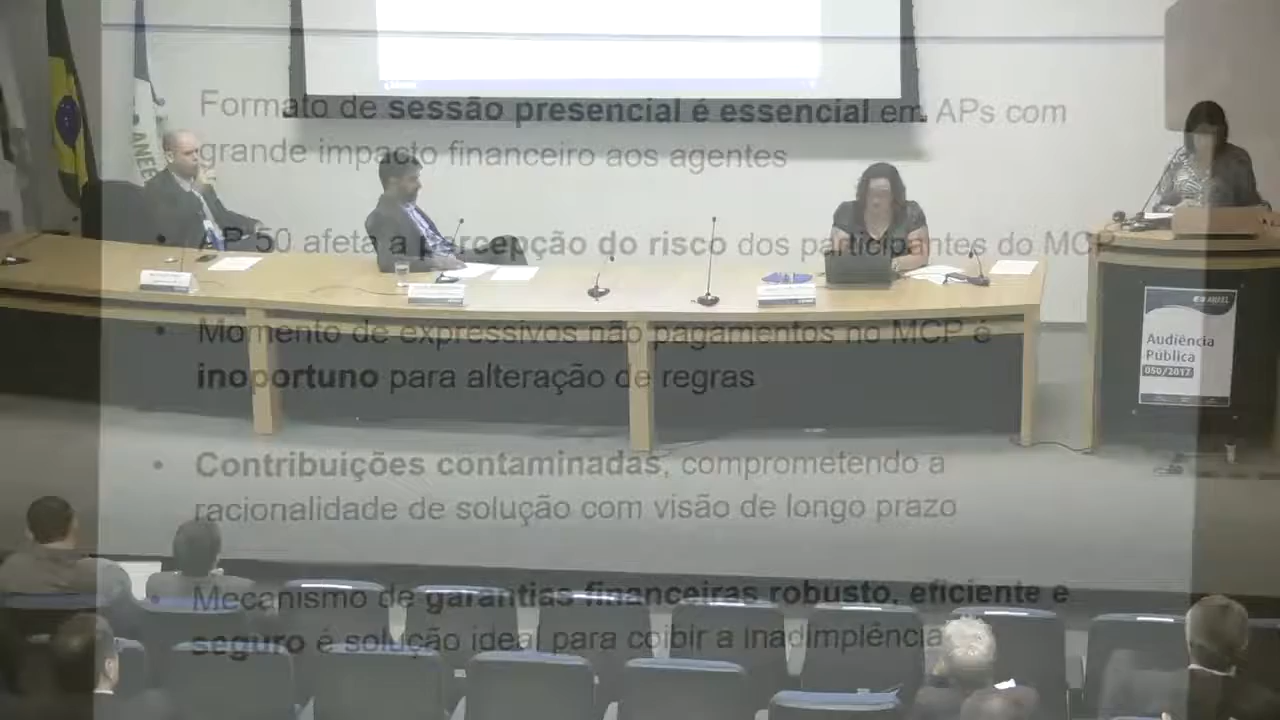 Formato de sessão presencial é essencial em APs com
grande impacto financeiro aos agentes
• AP 50 afeta a percepção do risco dos participantes do MCP
• Momento de expressivos não pagamentos no MCP é
inoportuno para alteração de regras
• Contribuições contaminadas, comprometendo a
racionalidade de solução com visão de longo prazo
• Mecanismo de garantias financeiras robusto, eficiente e
seguro é solução ideal para coibir a inadimplência
ANEEL
Audiência
Pública
050/2017